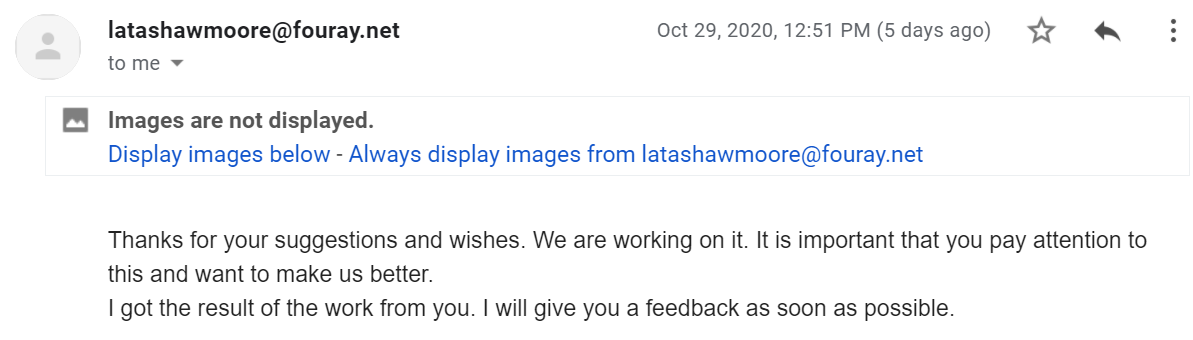 latashawmoore@fouray.net
Oct 29, 2020, 12:51 PM (5 days ago)
to me
Images are not displayed.
Display images below - Always display images from latashawmoore@fouray.net
Thanks for your suggestions and wishes. We are working on it. It is important that you pay attention to
this and want to make us better.
I got the result of the work from you. I will give you a feedback as soon as possible.